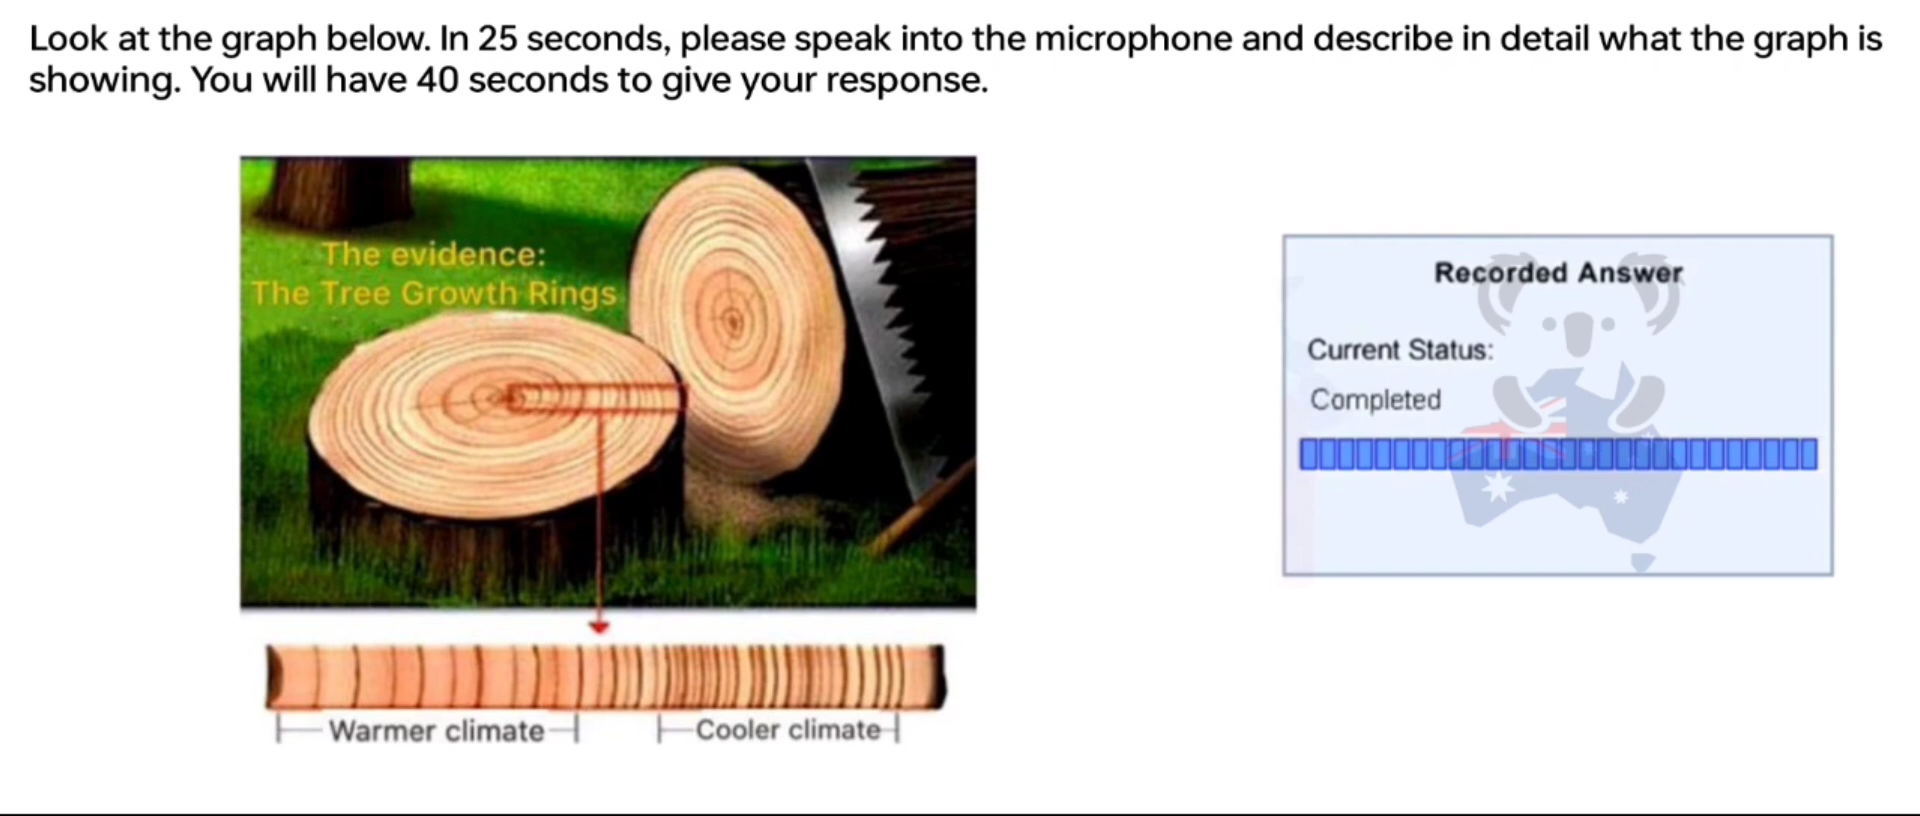 Look at the graph below. In 25 seconds, please speak into the microphone and describe in detail what the graph is
showing. You will have 40 seconds to give your response.
The evidence:
The Tree Growth Rings
Warmer climate
Cooler climate
Recorded Answer
Current Status:
Completed